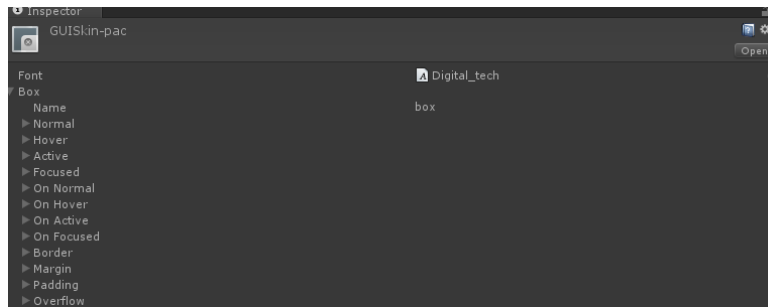 Inspector
GUISkin-pac
Open
Font Digital_tech
Box
Name box
Normal
Hover
Active
Focused
On Normal
On Hover
On Active
On Focused
Border
Margin
Padding
Overflow